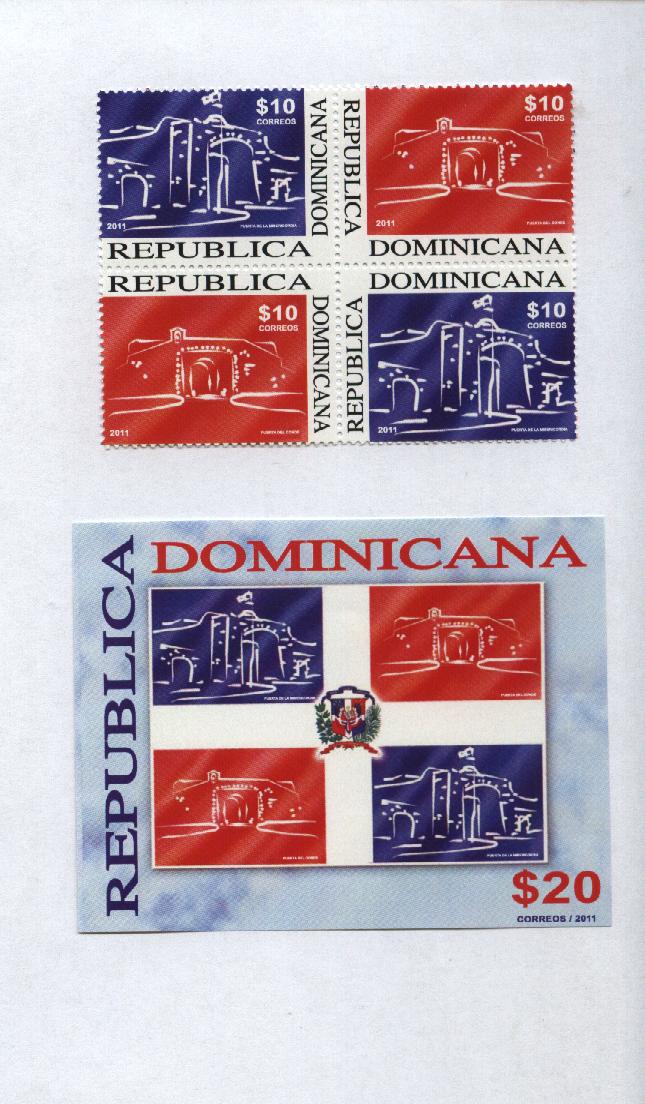 $10
CORREOS
2011
PUERTA DE LA MISERICORDIA
REPUBLICA
DOMINICANA
$10
CORREOS
2011
PUERTA DEL CONDE
REPUBLICA
DOMINICANA
REPUBLICA
$10
CORREOS
2011
PUERTA DEL CONDE
DOMINICANA
DOMINICANA
REPUBLICA
$10
CORREOS
2011
PUERTA DE LA MISERICORDIA
REPUBLICA
DOMINICANA
PUERTA DE LA MISERICORDIA
PUERTA DEL CONDE
PUERTA DEL CONDE
PUERTA DE LA MISERICORDIA
$20
CORREOS / 2011